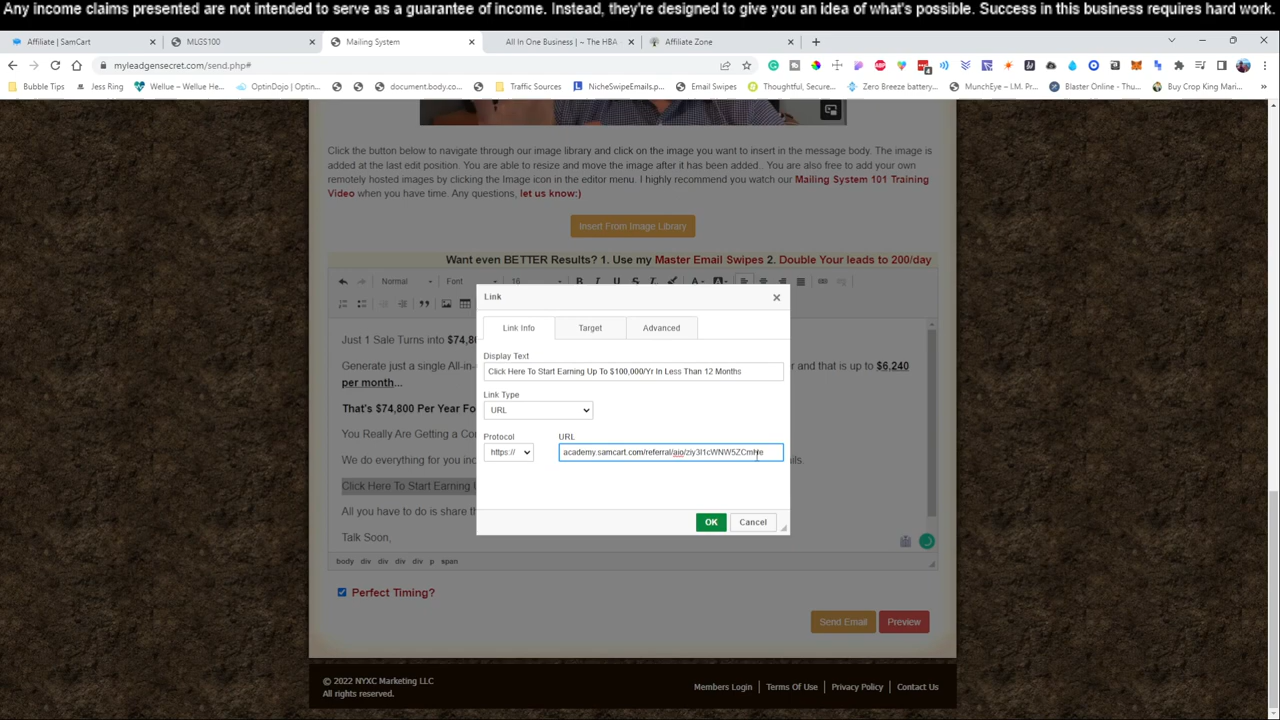 Any income claims presented are not intended to serve as a guarantee of income. Instead, they're designed to give you an idea of what's possible. Success in this business requires hard work.
Affiliate | SamCart
MLGS100
Mailing System
All In One Business | ~ The HBA
Affiliate Zone
myleadgensecret.com/send.php#
4
Bubble Tips
Jess Ring
Wellue -- Wellue He...
OptinDojo | Optin...
document.body.co...
Traffic Sources
NicheSwipeEmails.p...
Email Swipes
Thoughtful, Secure...
Zero Breeze battery...
MunchEye – I.M. Pr...
Blaster Online - Thu...
Buy Crop King Mari...
Click the button below to navigate through our image library and click on the image you want to insert in the message body. The image is
added at the last edit position. You are able to resize and move the image after it has been added . You are also free to add your own
remotely hosted images by clicking the Image icon in the editor menu. I highly recommend you watch our Mailing System 101 Training
Video when you have time. Any questions, let us know:)
Insert From Image Library
Want even BETTER Results? 1. Use my Master Email Swipes 2. Double Your leads to 200/day
Normal
Font
16
B I U S
Link
Link Info
Target
Advanced
Just 1 Sale Turns into $74,8
Display Text
Generate just a single All-in-
r and that is up to $6,240
Click Here To Start Earning Up To $100,000/Yr In Less Than 12 Months
per month...
Link Type
URL
That's $74,800 Per Year Fo
You Really Are Getting a Co
Protocol
URL
https://
academy.samcart.com/referral/aio/ziy3I1cWNW5ZCmHe
We do everything for you, inc
Click Here To Start Earning U
All you have to do is share th
OK
Cancel
Talk Soon,
body div div div p span
Perfect Timing?
Send Email
Preview
© 2022 NYXC Marketing LLC
All rights reserved.
Members Login
Terms Of Use
Privacy Policy
Contact Us